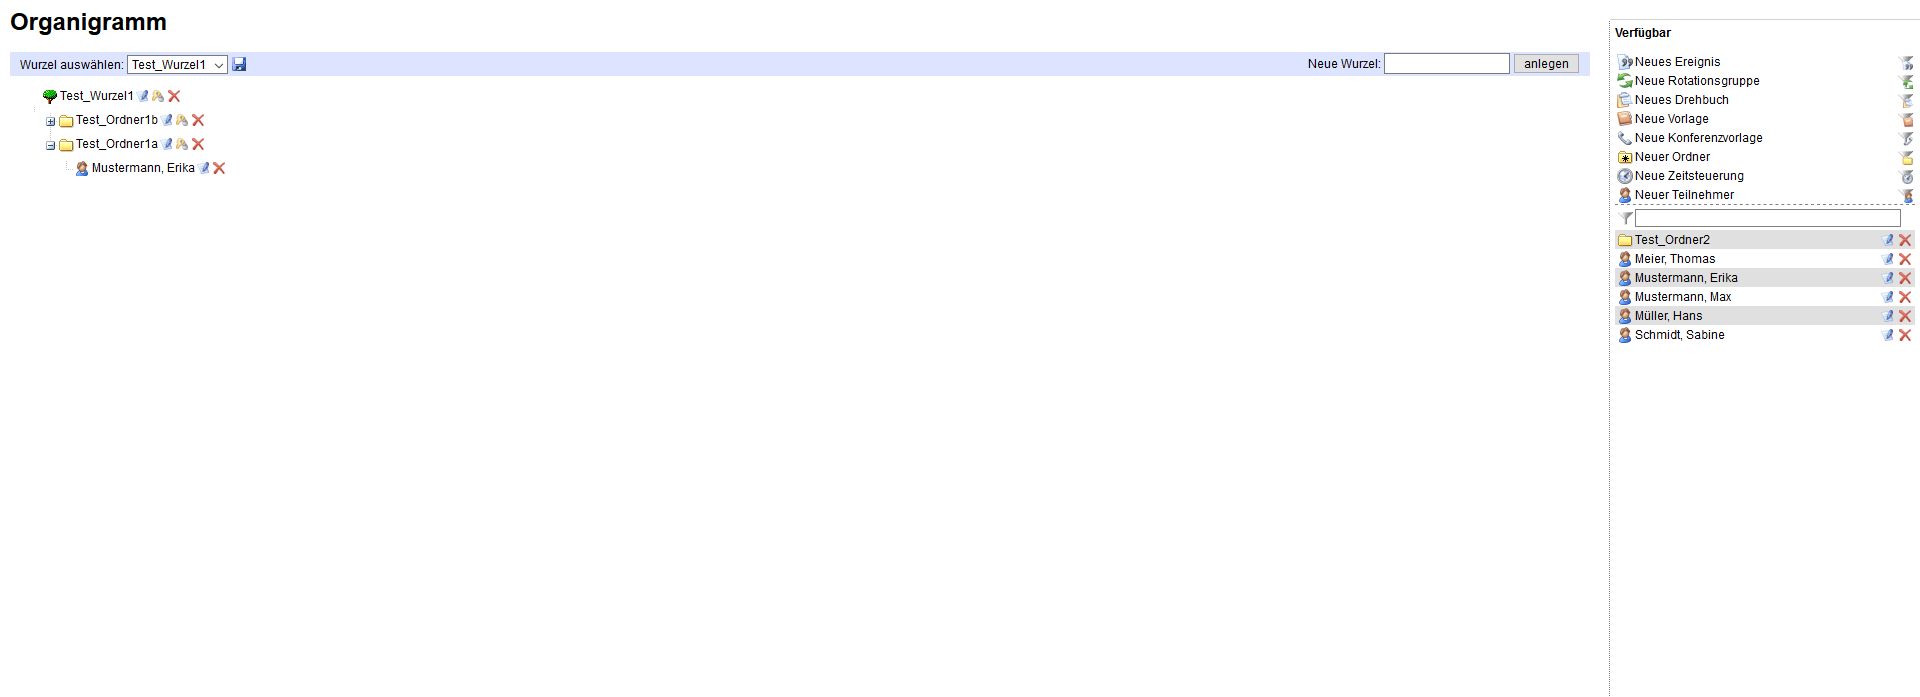 Organigramm
Wurzel auswählen: Test_Wurzel1 Neue Wurzel: anlegen
Test_Wurzel1
Test_Ordner1b
Test_Ordner1a
Mustermann, Erika
Verfügbar
Neues Ereignis
Neue Rotationsgruppe
Neues Drehbuch
Neue Vorlage
Neue Konferenzvorlage
Neuer Ordner
Neue Zeitsteuerung
Neuer Teilnehmer
Test_Ordner2
Meier, Thomas
Mustermann, Erika
Mustermann, Max
Müller, Hans
Schmidt, Sabine